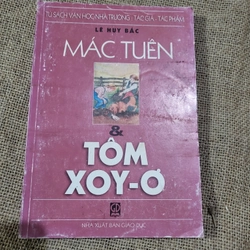 TỦ SÁCH VĂN HỌC NHÀ TRƯỜNG - TÁC GIA - TÁC PHẨM
LÊ HUY BẮC
MÁC TUÊN
&
TÔM
XOY-Ơ
NHÀ XUẤT BẢN GIÁO DỤC